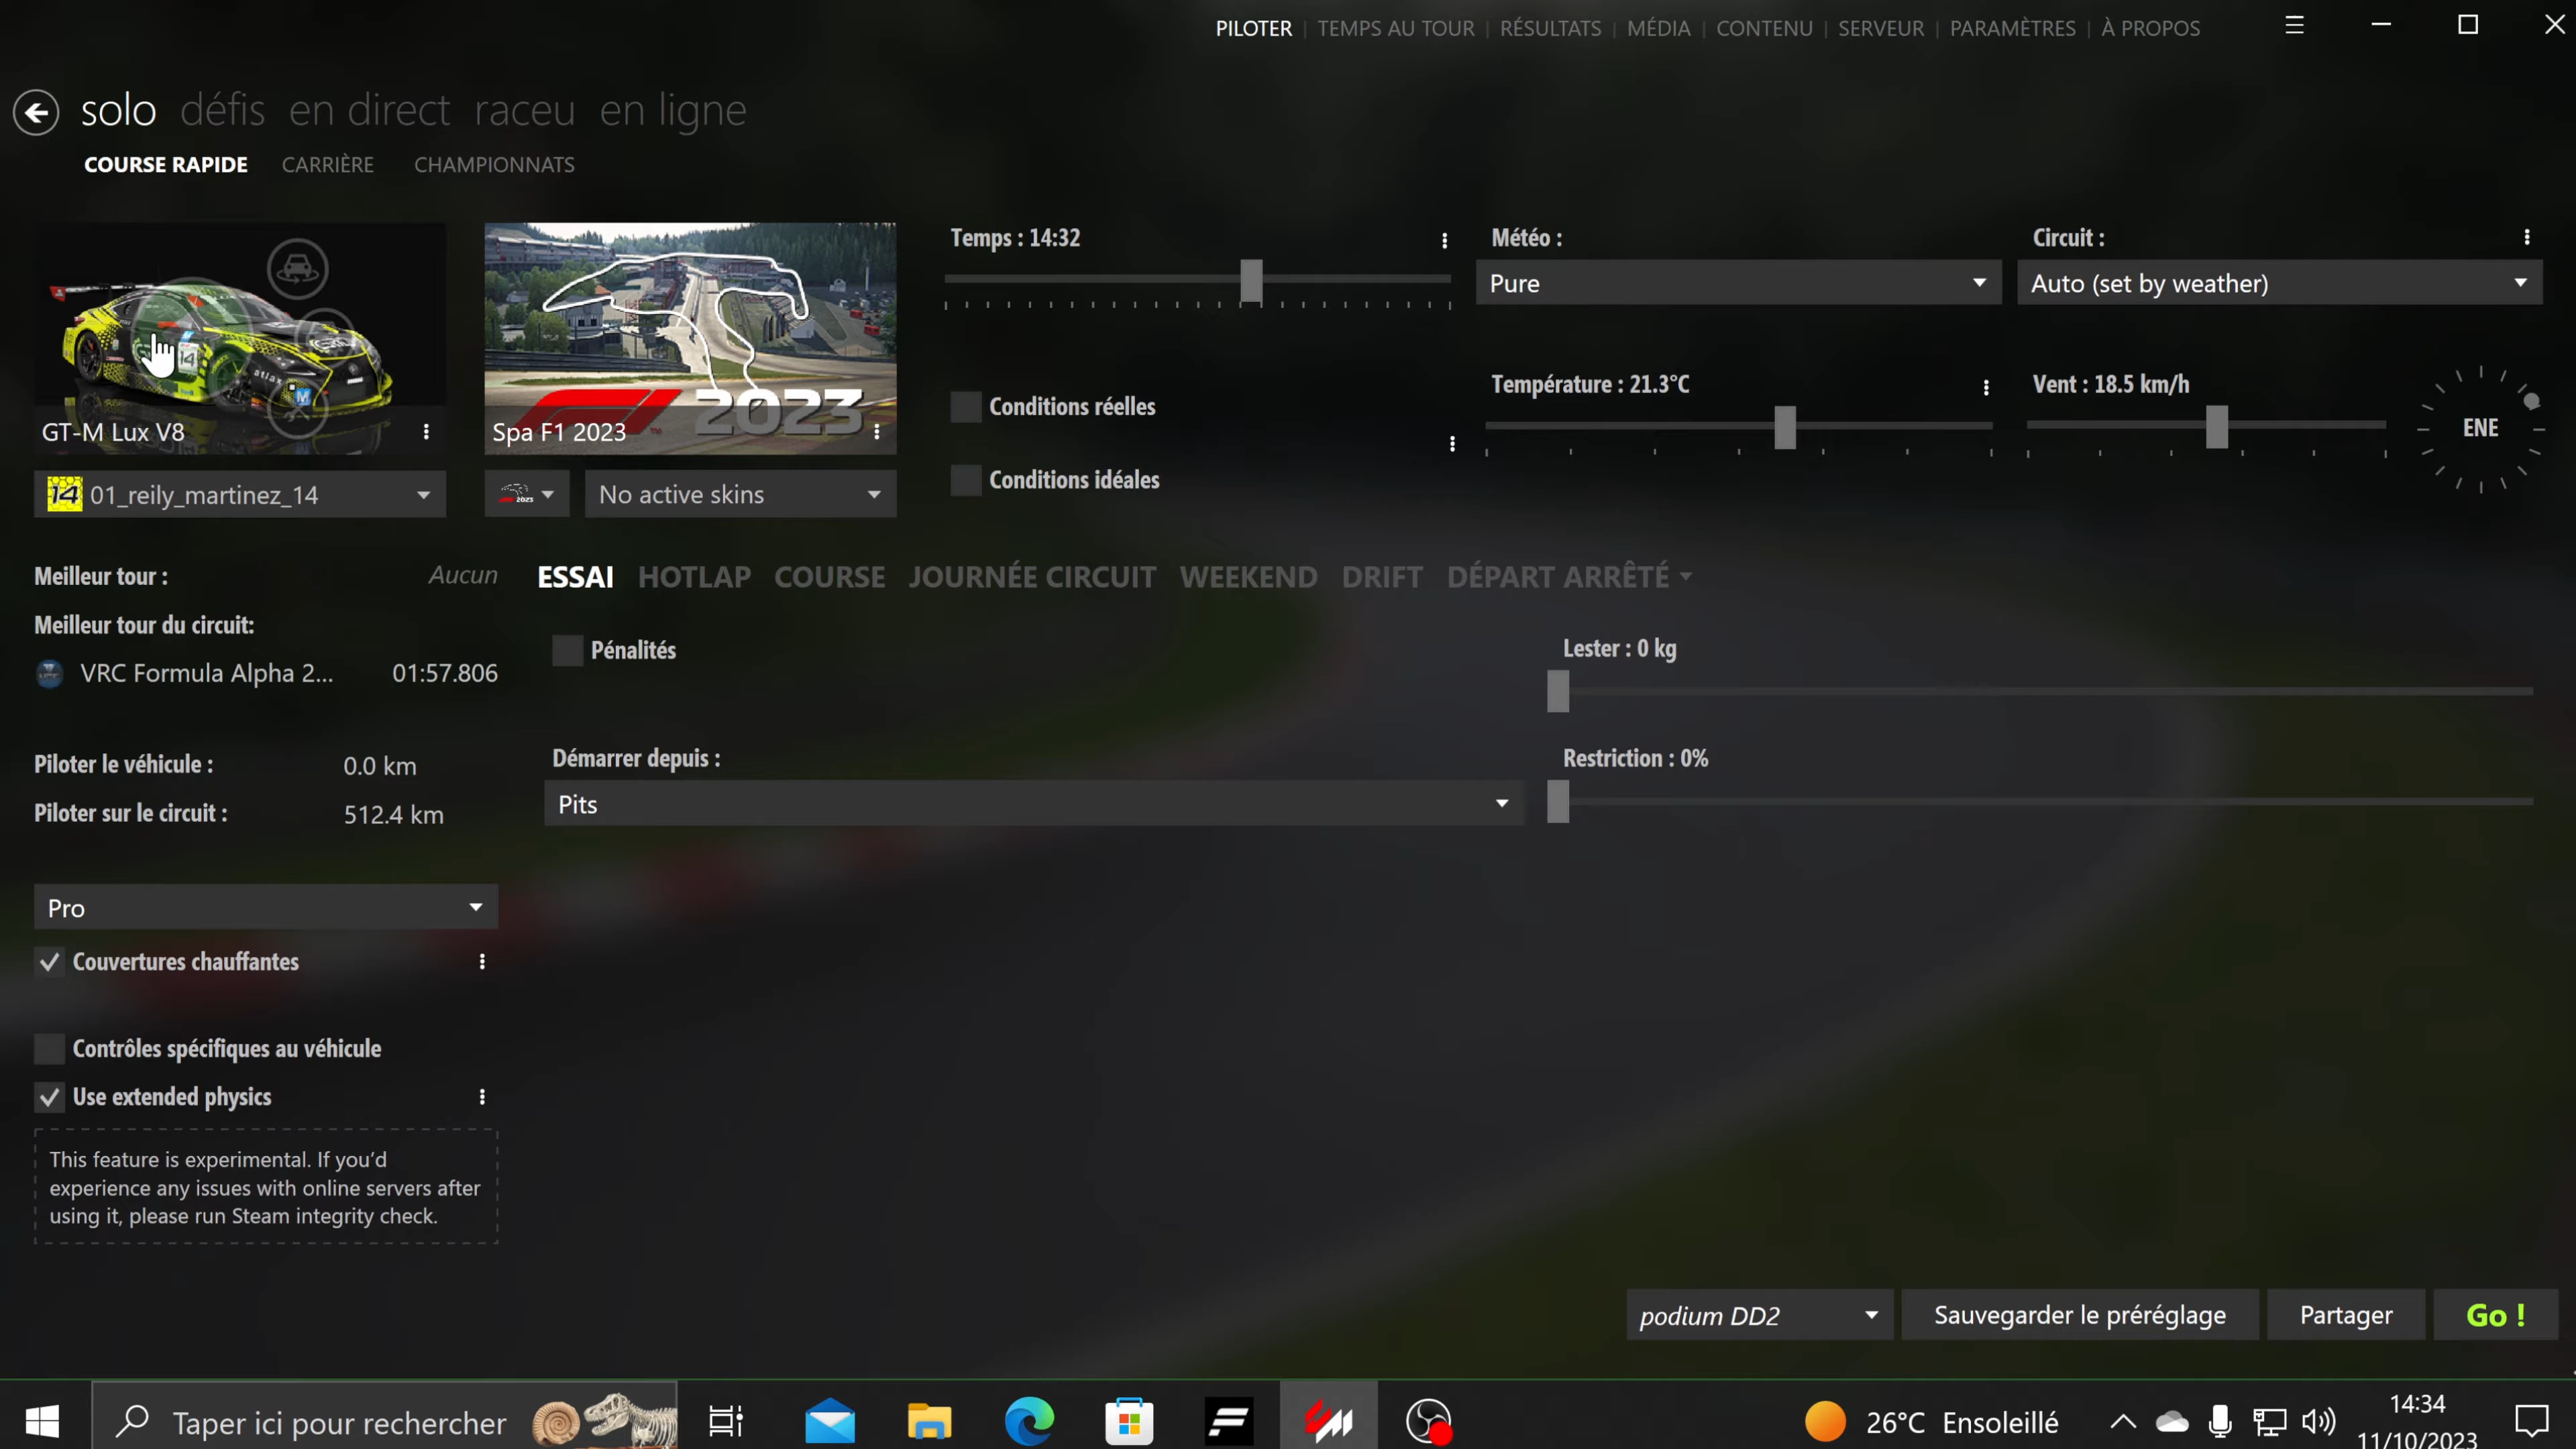 PILOTER | TEMPS AU TOUR | RÉSULTATS | MÉDIA | CONTENU | SERVEUR | PARAMÈTRES | À PROPOS
solo défis en direct raceu en ligne
COURSE RAPIDE CARRIÈRE CHAMPIONNATS
Temps : 14:32
Météo :
Circuit :
Pure
Auto (set by weather)
14
GT-M Lux V8
2023
Spa F1 2023
Conditions réelles
Conditions idéales
Température : 21.3°C
Vent : 18.5 km/h
ENE
14 01_reily_martinez_14
2023
No active skins
Meilleur tour : Aucun
Meilleur tour du circuit:
VRC Formula Alpha 2... 01:57.806
ESSAI HOTLAP COURSE JOURNÉE CIRCUIT WEEKEND DRIFT DÉPART ARRÊTÉ
Pénalités
Lester : 0 kg
Piloter le véhicule : 0.0 km
Piloter sur le circuit : 512.4 km
Démarrer depuis :
Pits
Restriction : 0%
Pro
Couvertures chauffantes
Contrôles spécifiques au véhicule
Use extended physics
This feature is experimental. If you’d
experience any issues with online servers after
using it, please run Steam integrity check.
podium DD2
Sauvegarder le préréglage
Partager
Go !
Taper ici pour rechercher
26°C Ensoleillé
14:34
11/10/2023